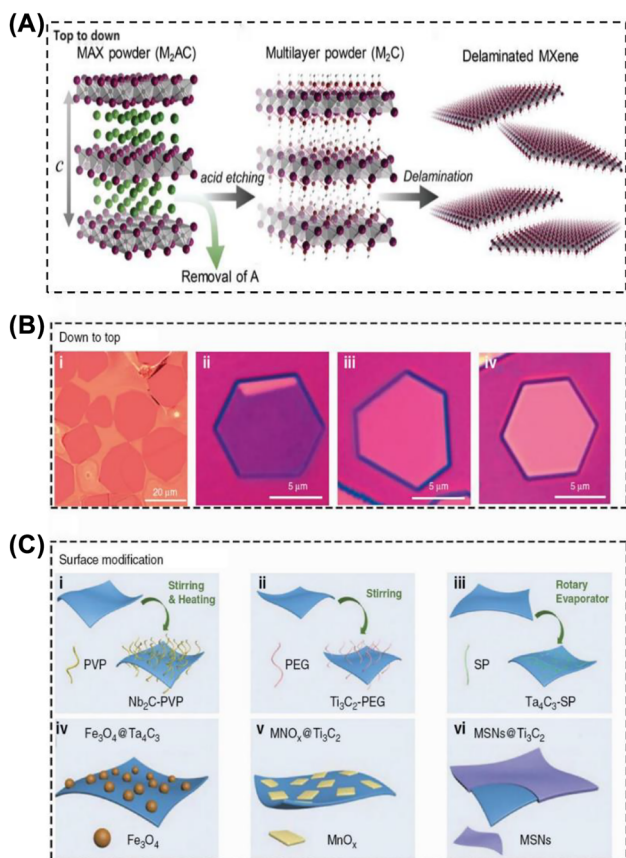 (A)
Top to down
MAX powder (M₂AC)
Multilayer powder (M₂C)
Delaminated MXene
c
acid etching
Delamination
Removal of A
(B)
Down to top
i
ii
iii
iv
20 μm
5 μm
5 μm
5 μm
(C)
Surface modification
i
Stirring
& Heating
PVP
Nb₂C-PVP
ii
Stirring
PEG
Ti₃C₂-PEG
iii
Rotary
Evaporator
SP
Ta₄C₃-SP
iv
Fe₃O₄@Ta₄C₃
Fe₃O₄
v
MNOₓ@Ti₃C₂
MnOₓ
vi
MSNs@Ti₃C₂
MSNs